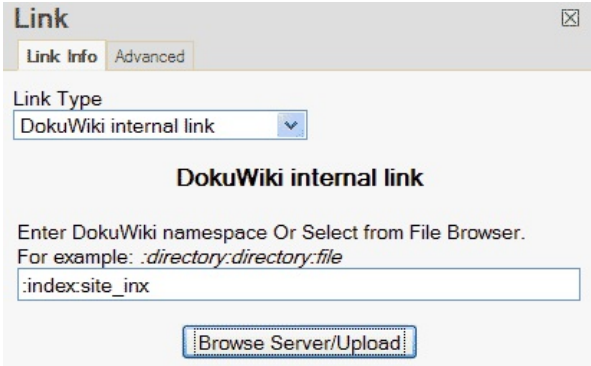 Link
Link Info Advanced
Link Type
DokuWiki internal link
DokuWiki internal link
Enter DokuWiki namespace Or Select from File Browser.
For example: :directory:directory:file
:index:site_inx
Browse Server/Upload